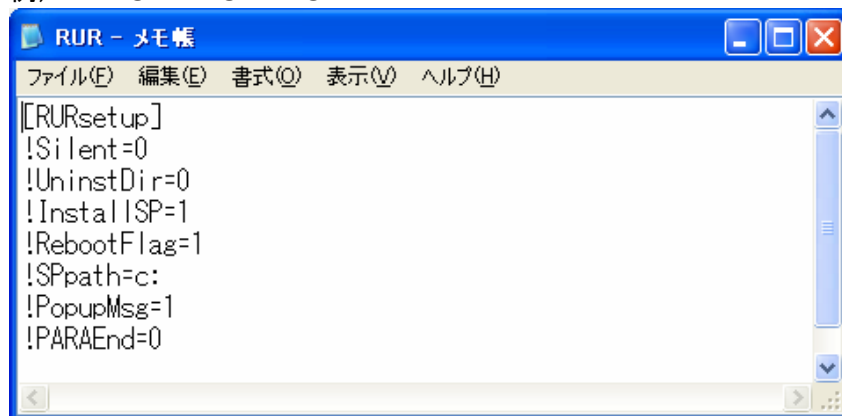 RUR - メモ帳
ファイル(F) 編集(E) 書式(O) 表示(V) ヘルプ(H)
[RURsetup]
!Silent=0
!UninstDir=0
!InstallSP=1
!RebootFlag=1
!SPpath=c:
!PopupMsg=1
!PARAEnd=0